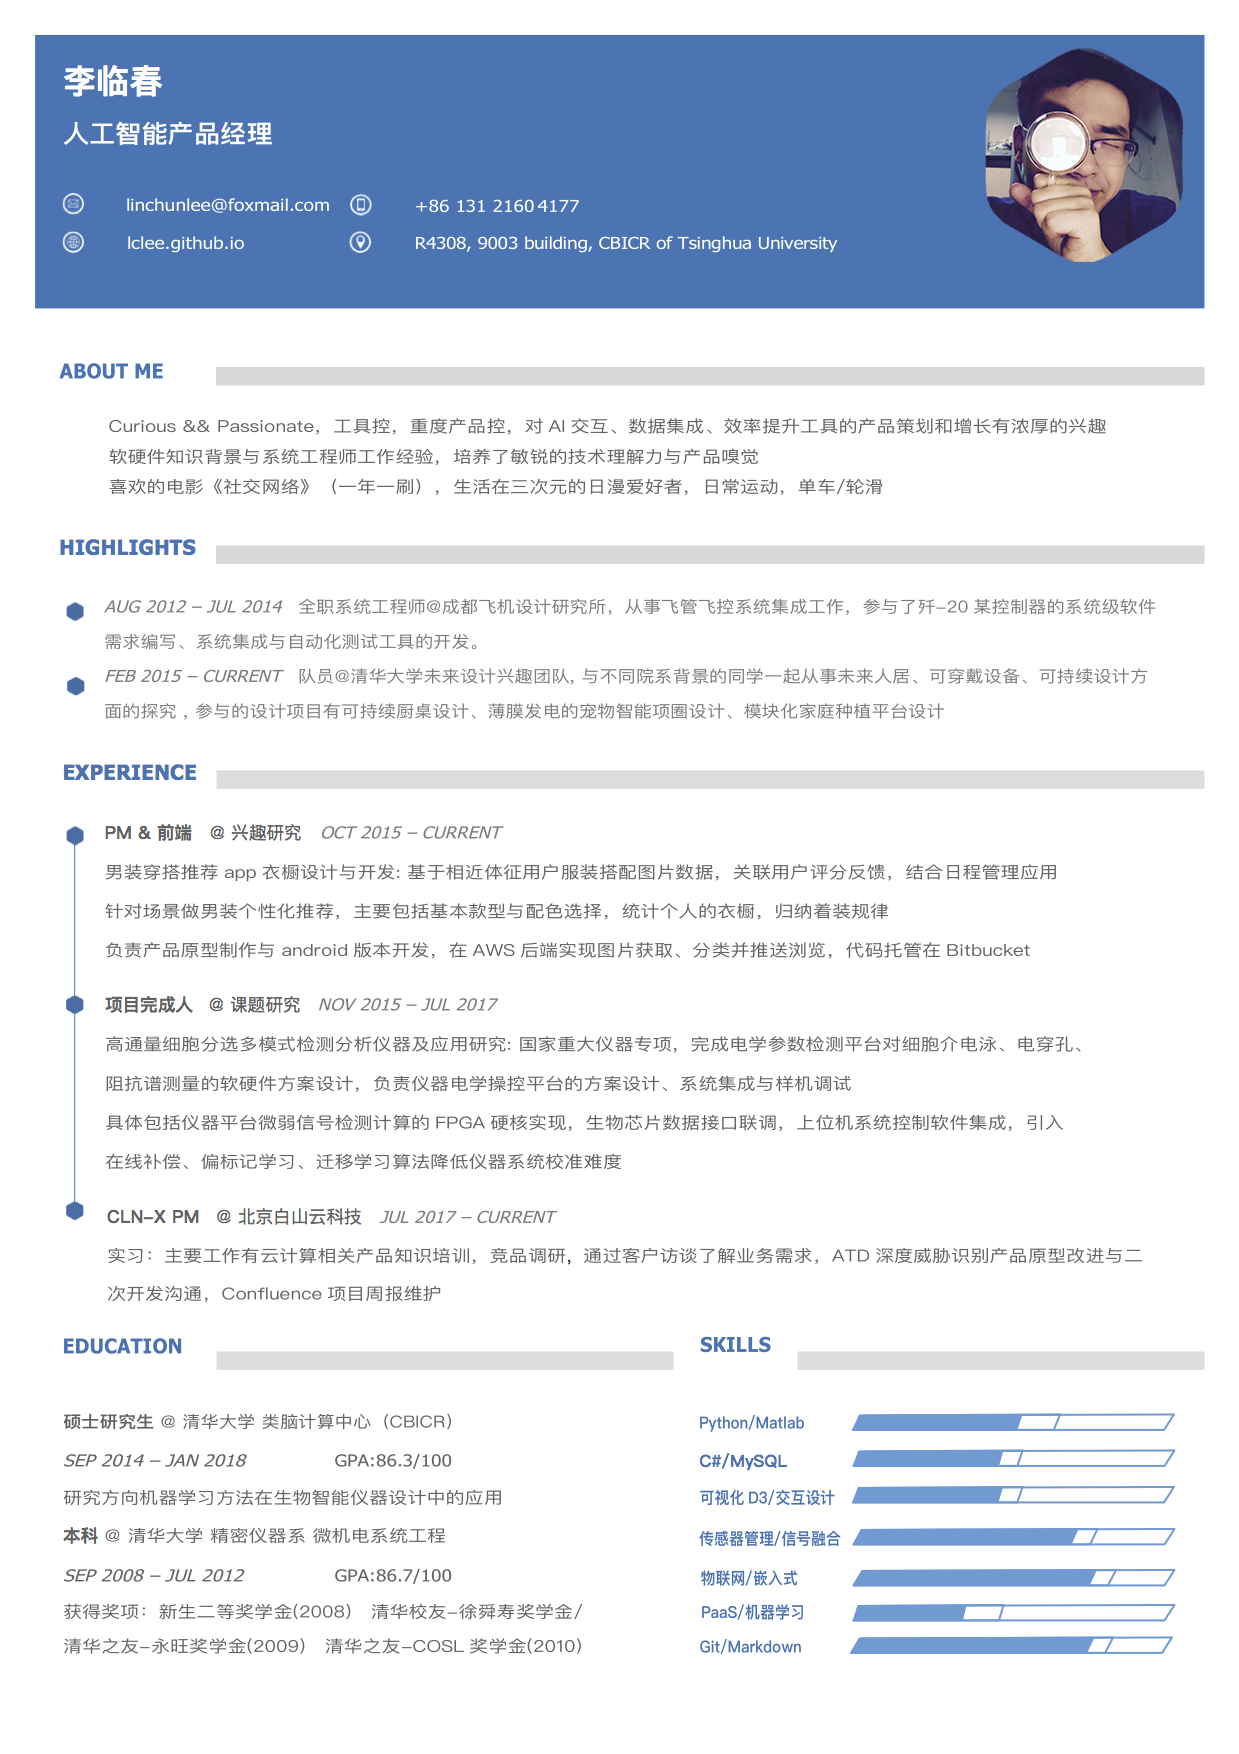 李临春
人工智能产品经理
linchunlee@foxmail.com
+86 131 2160 4177
lclee.github.io
R4308, 9003 building, CBICR of Tsinghua University
ABOUT ME
Curious && Passionate，工具控，重度产品控，对 AI 交互、数据集成、效率提升工具的产品策划和增长有浓厚的兴趣
软硬件知识背景与系统工程师工作经验，培养了敏锐的技术理解力与产品嗅觉
喜欢的电影《社交网络》（一年一刷），生活在三次元的日漫爱好者，日常运动，单车/轮滑
HIGHLIGHTS
AUG 2012 – JUL 2014 全职系统工程师@成都飞机设计研究所，从事飞管飞控系统集成工作，参与了歼–20 某控制器的系统级软件
需求编写、系统集成与自动化测试工具的开发。
FEB 2015 – CURRENT 队员@清华大学未来设计兴趣团队, 与不同院系背景的同学一起从事未来人居、可穿戴设备、可持续设计方
面的探究 , 参与的设计项目有可持续厨桌设计、薄膜发电的宠物智能项圈设计、模块化家庭种植平台设计
EXPERIENCE
PM & 前端 @ 兴趣研究 OCT 2015 – CURRENT
男装穿搭推荐 app 衣橱设计与开发: 基于相近体征用户服装搭配图片数据，关联用户评分反馈，结合日程管理应用
针对场景做男装个性化推荐，主要包括基本款型与配色选择，统计个人的衣橱，归纳着装规律
负责产品原型制作与 android 版本开发，在 AWS 后端实现图片获取、分类并推送浏览，代码托管在 Bitbucket
项目完成人 @ 课题研究 NOV 2015 – JUL 2017
高通量细胞分选多模式检测分析仪器及应用研究: 国家重大仪器专项，完成电学参数检测平台对细胞介电泳、电穿孔、
阻抗谱测量的软硬件方案设计，负责仪器电学操控平台的方案设计、系统集成与样机调试
具体包括仪器平台微弱信号检测计算的 FPGA 硬核实现，生物芯片数据接口联调，上位机系统控制软件集成，引入
在线补偿、偏标记学习、迁移学习算法降低仪器系统校准难度
CLN–X PM @ 北京白山云科技 JUL 2017 – CURRENT
实习：主要工作有云计算相关产品知识培训，竞品调研，通过客户访谈了解业务需求，ATD 深度威胁识别产品原型改进与二
次开发沟通，Confluence 项目周报维护
EDUCATION
硕士研究生 @ 清华大学 类脑计算中心（CBICR）
SEP 2014 – JAN 2018 GPA:86.3/100
研究方向机器学习方法在生物智能仪器设计中的应用
本科 @ 清华大学 精密仪器系 微机电系统工程
SEP 2008 – JUL 2012 GPA:86.7/100
获得奖项：新生二等奖学金(2008) 清华校友–徐舜寿奖学金/
清华之友–永旺奖学金(2009) 清华之友–COSL 奖学金(2010)
SKILLS
Python/Matlab
C#/MySQL
可视化 D3/交互设计
传感器管理/信号融合
物联网/嵌入式
PaaS/机器学习
Git/Markdown